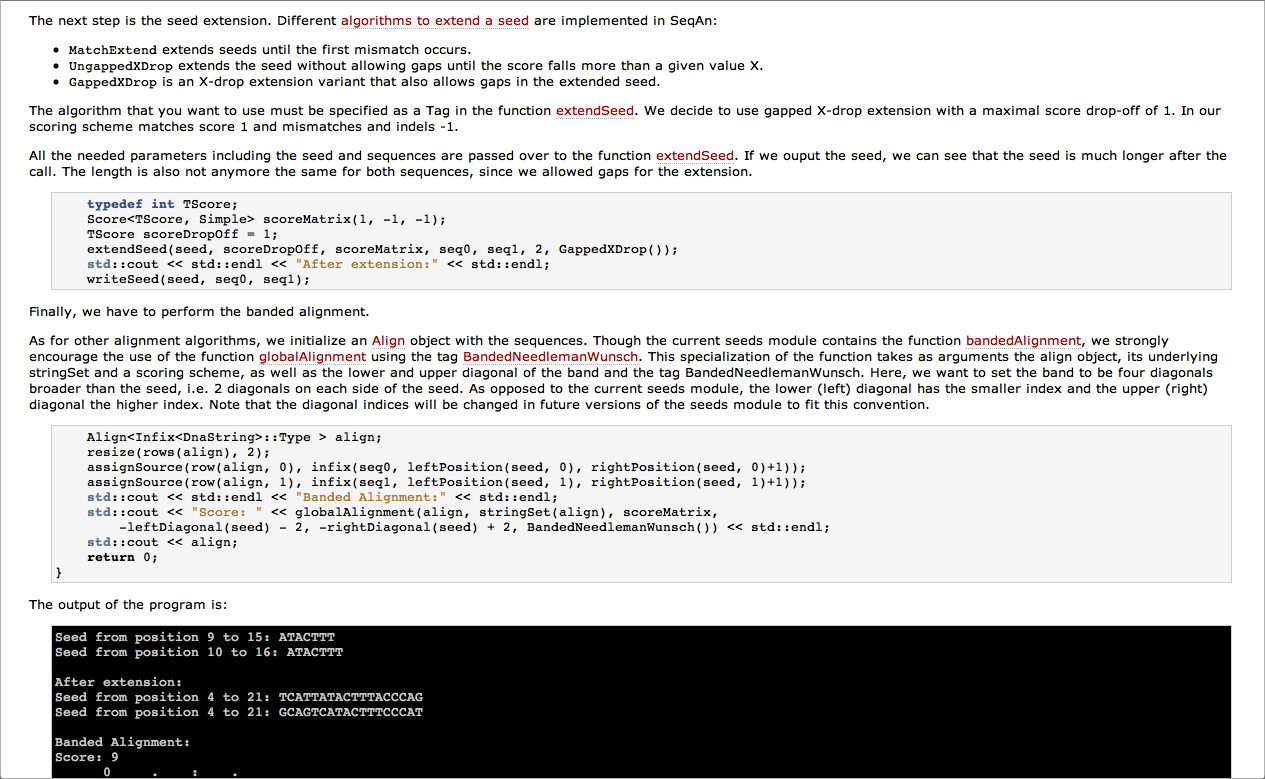 The next step is the seed extension. Different algorithms to extend a seed are implemented in SeqAn:
• MatchExtend extends seeds until the first mismatch occurs.
• UngappedXDrop extends the seed without allowing gaps until the score falls more than a given value X.
• GappedXDrop is an X-drop extension variant that also allows gaps in the extended seed.
The algorithm that you want to use must be specified as a Tag in the function extendSeed. We decide to use gapped X-drop extension with a maximal score drop-off of 1. In our
scoring scheme matches score 1 and mismatches and indels -1.
All the needed parameters including the seed and sequences are passed over to the function extendSeed. If we ouput the seed, we can see that the seed is much longer after the
call. The length is also not anymore the same for both sequences, since we allowed gaps for the extension.
typedef int TScore;
Score<TScore, Simple> scoreMatrix(1, -1, -1);
TScore scoreDropOff = 1;
extendSeed(seed, scoreDropOff, scoreMatrix, seq0, seq1, 2, GappedXDrop());
std::cout << std::endl << "After extension:" << std::endl;
writeSeed(seed, seq0, seq1);
Finally, we have to perform the banded alignment.
As for other alignment algorithms, we initialize an Align object with the sequences. Though the current seeds module contains the function bandedAlignment, we strongly
encourage the use of the function globalAlignment using the tag BandedNeedlemanWunsch. This specialization of the function takes as arguments the align object, its underlying
stringSet and a scoring scheme, as well as the lower and upper diagonal of the band and the tag BandedNeedlemanWunsch. Here, we want to set the band to be four diagonals
broader than the seed, i.e. 2 diagonals on each side of the seed. As opposed to the current seeds module, the lower (left) diagonal has the smaller index and the upper (right)
diagonal the higher index. Note that the diagonal indices will be changed in future versions of the seeds module to fit this convention.
Align<Infix<DnaString>::Type > align;
resize(rows(align), 2);
assignSource(row(align, 0), infix(seq0, leftPosition(seed, 0), rightPosition(seed, 0)+1));
assignSource(row(align, 1), infix(seq1, leftPosition(seed, 1), rightPosition(seed, 1)+1));
std::cout << std::endl << "Banded Alignment:" << std::endl;
std::cout << "Score: " << globalAlignment(align, stringSet(align), scoreMatrix,
-leftDiagonal(seed) - 2, -rightDiagonal(seed) + 2, BandedNeedlemanWunsch()) << std::endl;
std::cout << align;
return 0;
}
The output of the program is:
Seed from position 9 to 15: ATACTTT
Seed from position 10 to 16: ATACTTT
After extension:
Seed from position 4 to 21: TCATTATACTTTACCCAG
Seed from position 4 to 21: GCAGTCATACTTTCCCAT
Banded Alignment:
Score: 9
0 . : .